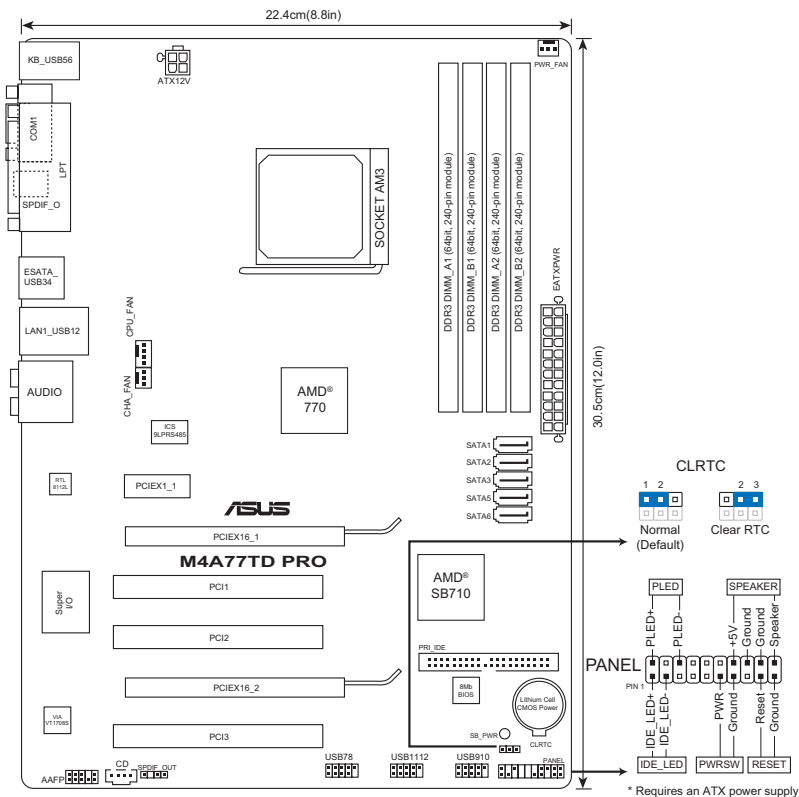 22.4cm(8.8in)
KB_USB56
ATX12V
PWR_FAN
COM1
LPT
SPDIF_O
SOCKET AM3
DDR3 DIMM_A1 (64bit, 240-pin module)
DDR3 DIMM_B1 (64bit, 240-pin module)
DDR3 DIMM_A2 (64bit, 240-pin module)
DDR3 DIMM_B2 (64bit, 240-pin module)
EATXPWR
30.5cm(12.0in)
ESATA_
USB34
LAN1_USB12
CPU_FAN
CHA_FAN
AUDIO
AMD®
770
ICS
9LPRS485
SATA1
SATA2
SATA3
SATA5
SATA6
RTL
8112L
PCIEX1_1
ASUS
PCIEX16_1
M4A77TD PRO
PCI1
Super
I/O
PCI2
AMD®
SB710
PRI_IDE
PCIEX16_2
8Mb
BIOS
Lithium Cell
CMOS Power
VIA
VT1708S
PCI3
SB_PWR
CLRTC
AAFP
CD
SPDIF_OUT
USB78
USB1112
USB910
PANEL
CLRTC
1 2
2 3
Normal
(Default)
Clear RTC
PLED
SPEAKER
PLED+
PLED-
+5V
Ground
Ground
Speaker
PANEL
PIN 1
IDE_LED+
IDE_LED-
PWR
Ground
Reset
Ground
IDE_LED
PWRSW
RESET
* Requires an ATX power supply